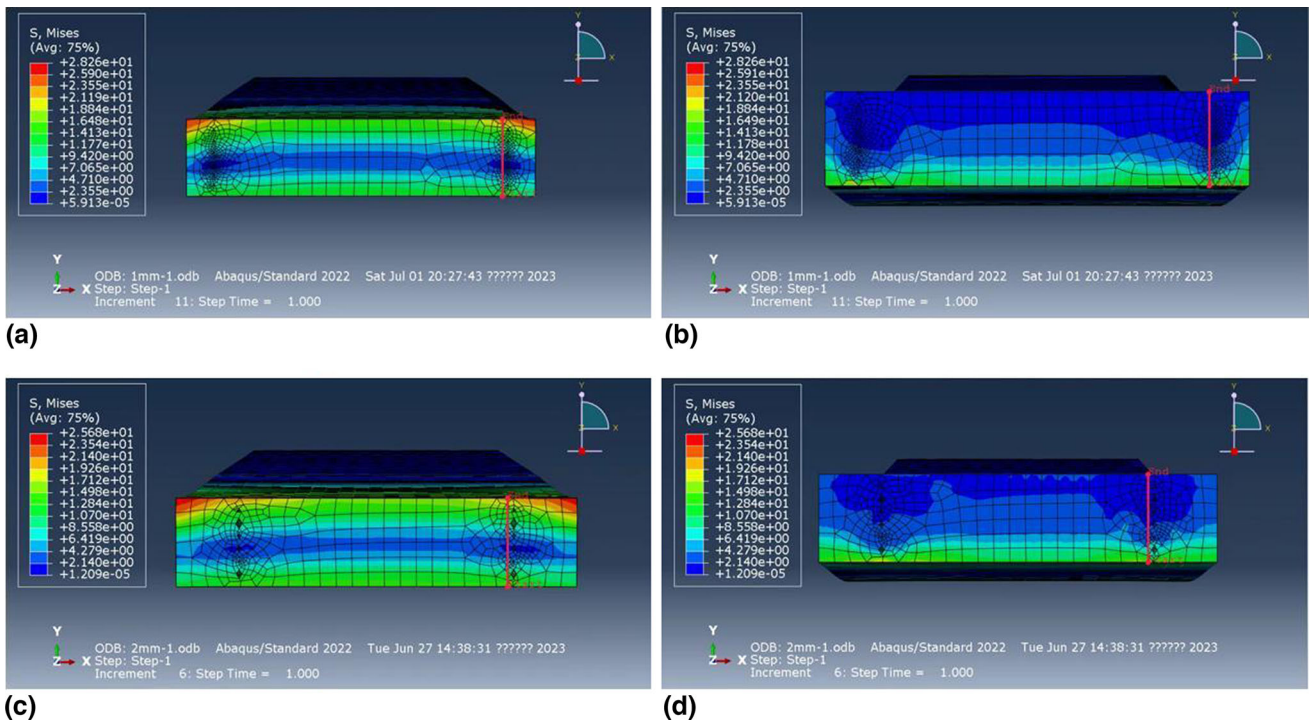 S, Mises
(Avg: 75%)
+2.826e+01
+2.590e+01
+2.355e+01
+2.119e+01
+1.884e+01
+1.648e+01
+1.413e+01
+1.177e+01
+9.420e+00
+7.065e+00
+4.710e+00
+2.355e+00
+5.913e-05
Y
Z X
End
Y
Z X
ODB: 1mm-1.odb Abaqus/Standard 2022 Sat Jul 01 20:27:43 ?????? 2023
Step: Step-1
Increment 11: Step Time = 1.000
(a)
S, Mises
(Avg: 75%)
+2.826e+01
+2.591e+01
+2.355e+01
+2.120e+01
+1.884e+01
+1.649e+01
+1.413e+01
+1.178e+01
+9.420e+00
+7.065e+00
+4.710e+00
+2.355e+00
+5.913e-05
Y
Z X
End
Y
Z X
ODB: 1mm-1.odb Abaqus/Standard 2022 Sat Jul 01 20:27:43 ?????? 2023
Step: Step-1
Increment 11: Step Time = 1.000
(b)
S, Mises
(Avg: 75%)
+2.568e+01
+2.354e+01
+2.140e+01
+1.926e+01
+1.712e+01
+1.498e+01
+1.284e+01
+1.070e+01
+8.558e+00
+6.419e+00
+4.279e+00
+2.140e+00
+1.209e-05
Y
Z X
End
Start
Y
Z X
ODB: 2mm-1.odb Abaqus/Standard 2022 Tue Jun 27 14:38:31 ?????? 2023
Step: Step-1
Increment 6: Step Time = 1.000
(c)
S, Mises
(Avg: 75%)
+2.568e+01
+2.354e+01
+2.140e+01
+1.926e+01
+1.712e+01
+1.498e+01
+1.284e+01
+1.070e+01
+8.558e+00
+6.419e+00
+4.279e+00
+2.140e+00
+1.209e-05
Y
Z X
End
Y
Z X
ODB: 2mm-1.odb Abaqus/Standard 2022 Tue Jun 27 14:38:31 ?????? 2023
Step: Step-1
Increment 6: Step Time = 1.000
(d)